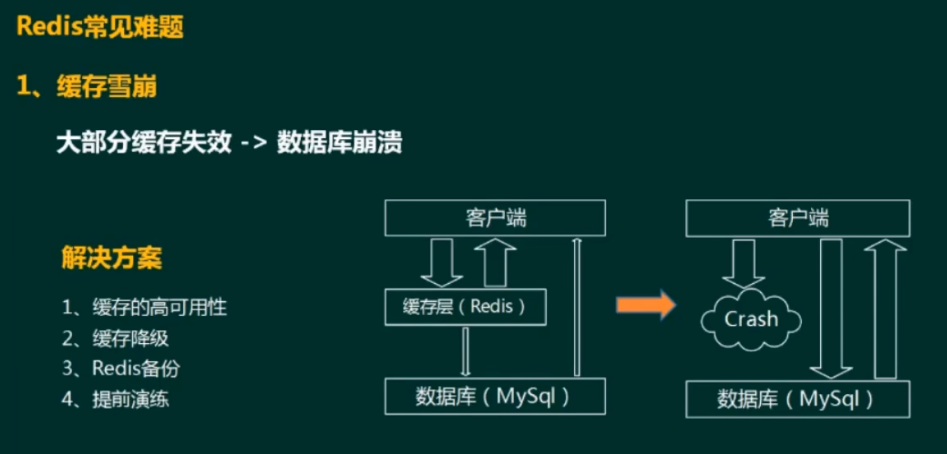 Redis常见难题
1、缓存雪崩
大部分缓存失效 -> 数据库崩溃
解决方案
1、缓存的高可用性
2、缓存降级
3、Redis备份
4、提前演练
客户端
缓存层（Redis）
数据库（MySql）
客户端
Crash
数据库（MySql）